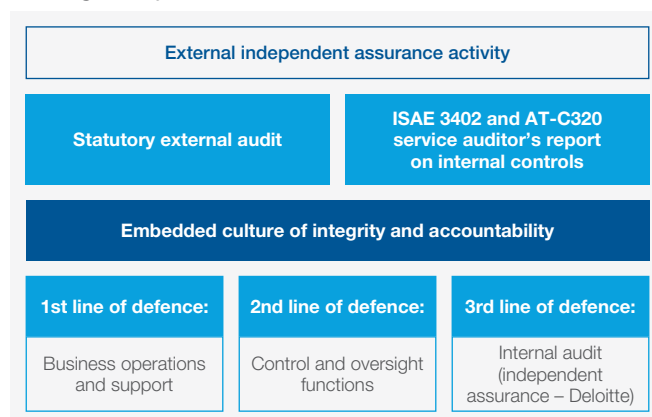 External independent assurance activity
Statutory external audit
ISAE 3402 and AT-C320
service auditor's report
on internal controls
Embedded culture of integrity and accountability
1st line of defence:
Business operations
and support
2nd line of defence:
Control and oversight
functions
3rd line of defence:
Internal audit
(independent
assurance – Deloitte)